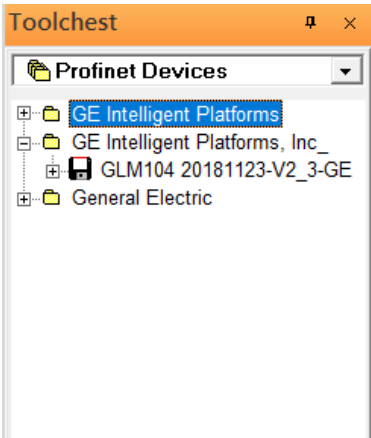 Toolchest
Profinet Devices
GE Intelligent Platforms
GE Intelligent Platforms, Inc_
GLM104 20181123-V2_3-GE
General Electric